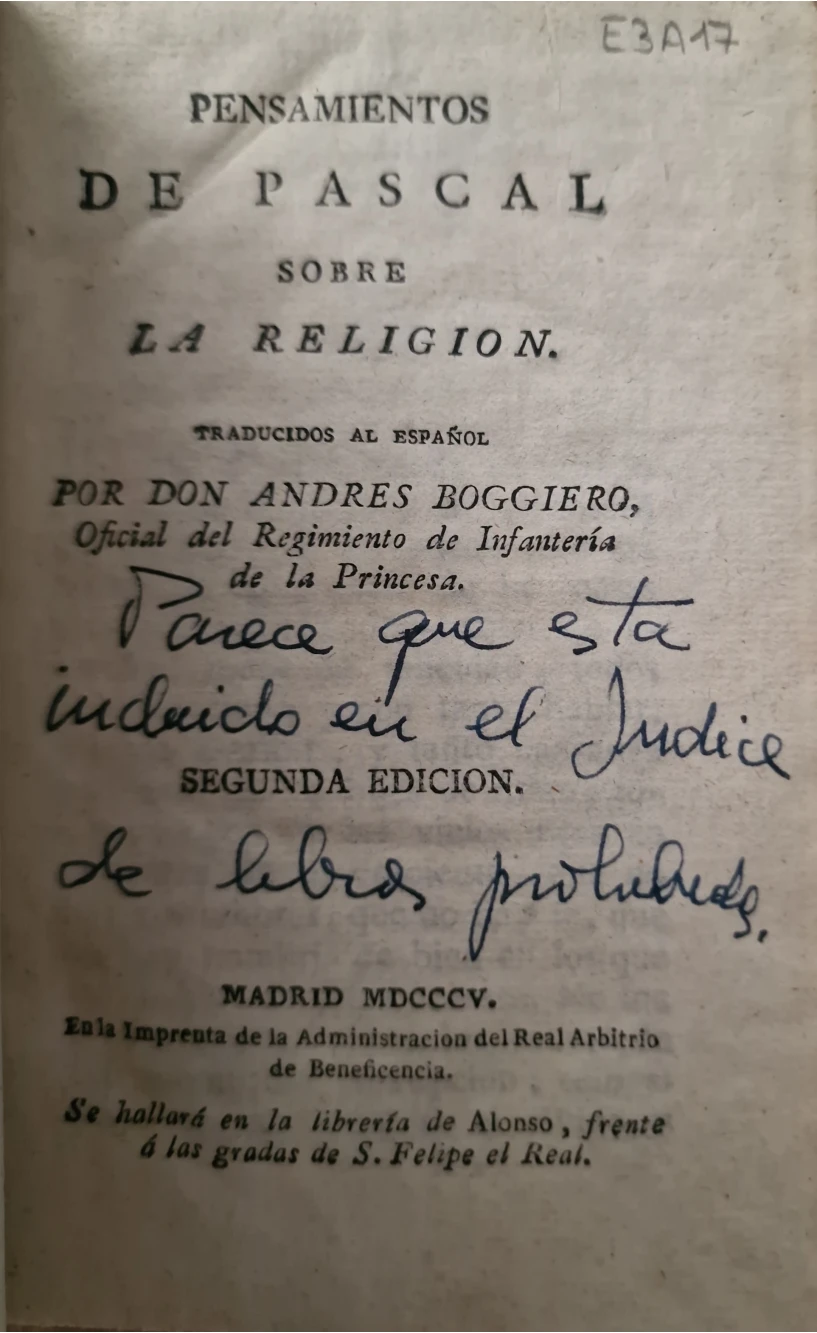 E3A17
PENSAMIENTOS
DE PASCAL
SOBRE
LA RELIGION.
TRADUCIDOS AL ESPAÑOL
POR DON ANDRES BOGGIERO,
Oficial del Regimiento de Infantería
de la Princesa.
Parece que esta
incluido en el Indice
SEGUNDA EDICION.
de libros prohibidos.
MADRID MDCCCV.
En la Imprenta de la Administracion del Real Arbitrio
de Beneficencia.
Se hallará en la librería de Alonso, frente
á las gradas de S. Felipe el Real.